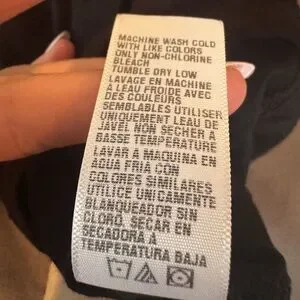 MACHINE WASH COLD
WITH LIKE COLORS
ONLY NON-CHLORINE
BLEACH
TUMBLE DRY LOW
LAVAGE EN MACHINE
A LEAU FROIDE AVEC
DES COULEURS
SEMBLABLES UTILISER
UNIQUEMENT LEAU DE
JAVEL NON SECHER A
BASSE TEMPERATURE
LAVAR A MAQUINA EN
AGUA FRIA CON
COLORES SIMILARES
UTILICE UNICAMENTE
BLANQUEADOR SIN
CLORO. SECAR EN
SECADORA A
TEMPERATURA BAJA